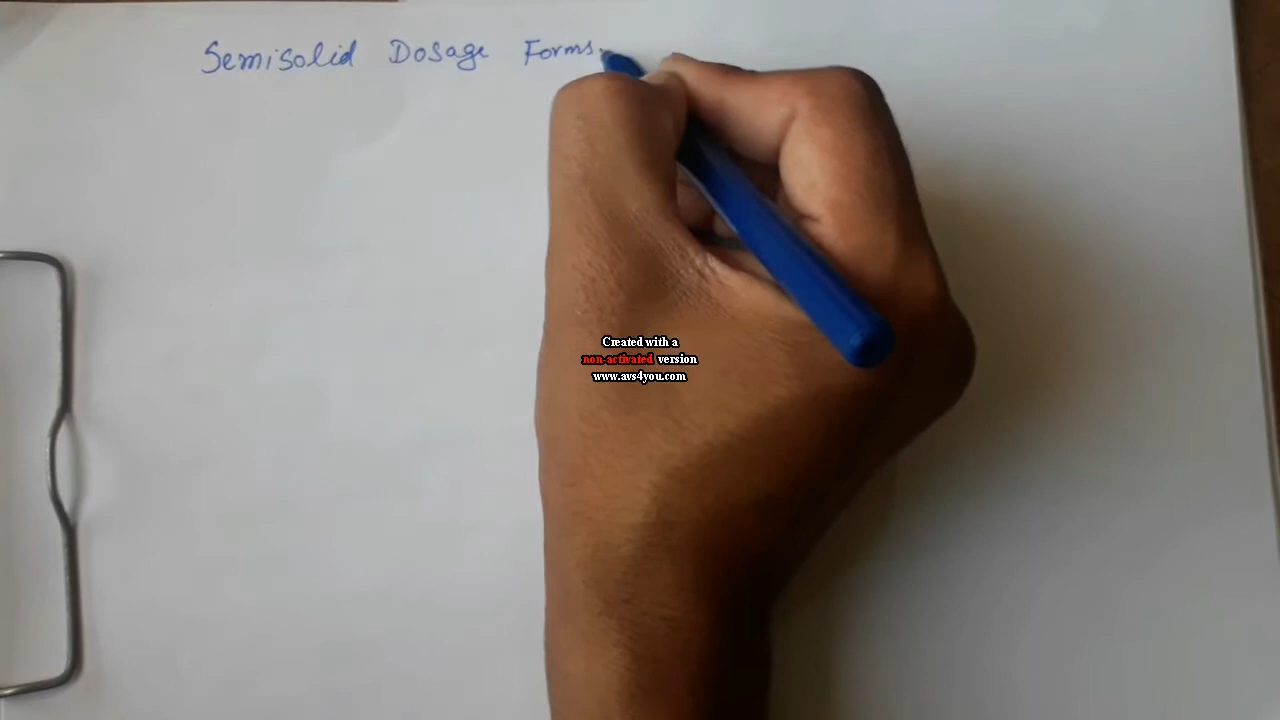 Semisolid Dosage Forms.
Created with a
non-activated version
www.avs4you.com